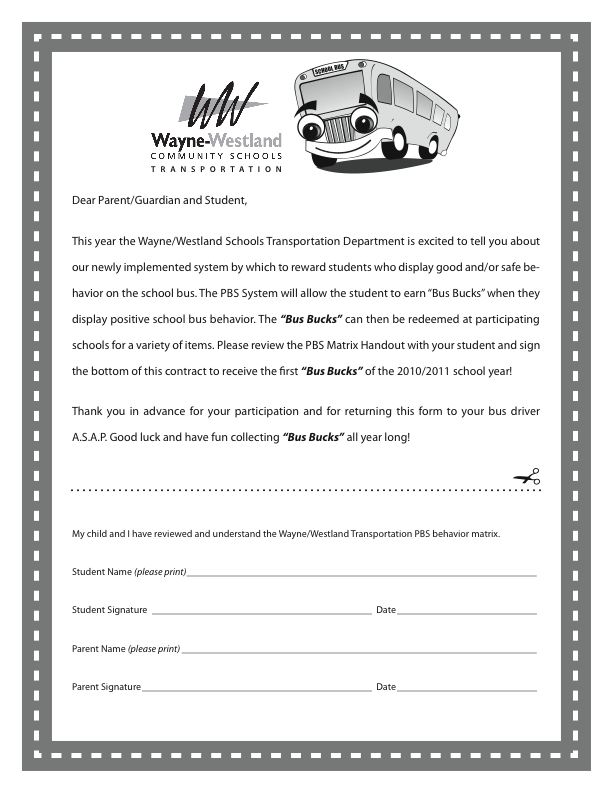 SCHOOL BUS
Wayne-Westland
COMMUNITY SCHOOLS
TRANSPORTATION
Dear Parent/Guardian and Student,
This year the Wayne/Westland Schools Transportation Department is excited to tell you about
our newly implemented system by which to reward students who display good and/or safe be-
havior on the school bus. The PBS System will allow the student to earn “Bus Bucks” when they
display positive school bus behavior. The “Bus Bucks” can then be redeemed at participating
schools for a variety of items. Please review the PBS Matrix Handout with your student and sign
the bottom of this contract to receive the first “Bus Bucks” of the 2010/2011 school year!
Thank you in advance for your participation and for returning this form to your bus driver
A.S.A.P. Good luck and have fun collecting “Bus Bucks” all year long!
My child and I have reviewed and understand the Wayne/Westland Transportation PBS behavior matrix.
Student Name (please print)
Student Signature Date
Parent Name (please print)
Parent Signature Date